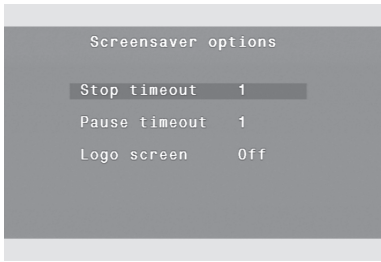 Screensaver options
Stop timeout 1
Pause timeout 1
Logo screen Off